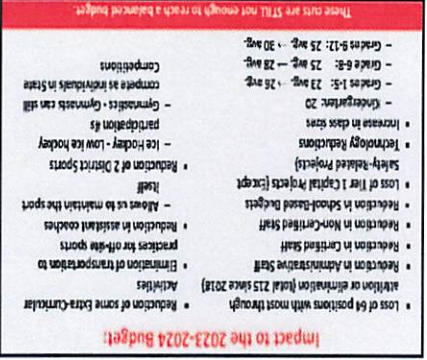 Impact to the 2023-2024 Budget:
• Loss of 64 positions with most through
attrition or elimination (total 215 since 2018)
• Reduction in Administrative Staff
• Reduction in Certified Staff
• Reduction in Non-Certified Staff
• Reduction in School-Based Budgets
• Loss of Tier 1 Capital Projects (Except
Safety-Related Projects)
• Technology Reductions
• Increase in class sizes
– Kindergarten: 20
– Grades 1-5: 23 avg. → 26 avg.
– Grade 6-8: 25 avg. → 28 avg.
– Grades 9-12: 25 avg. → 30 avg.
• Reduction of some Extra-Curricular
Activities
• Elimination of transportation to
practices for off-site sports
• Reduction in assistant coaches
– Allows us to maintain the sport
itself
• Reduction of 2 District Sports
– Ice Hockey - Low ice hockey
participation #s
– Gymnastics - Gymnasts can still
compete as individuals in State
Competitions
These cuts are STILL not enough to reach a balanced budget.